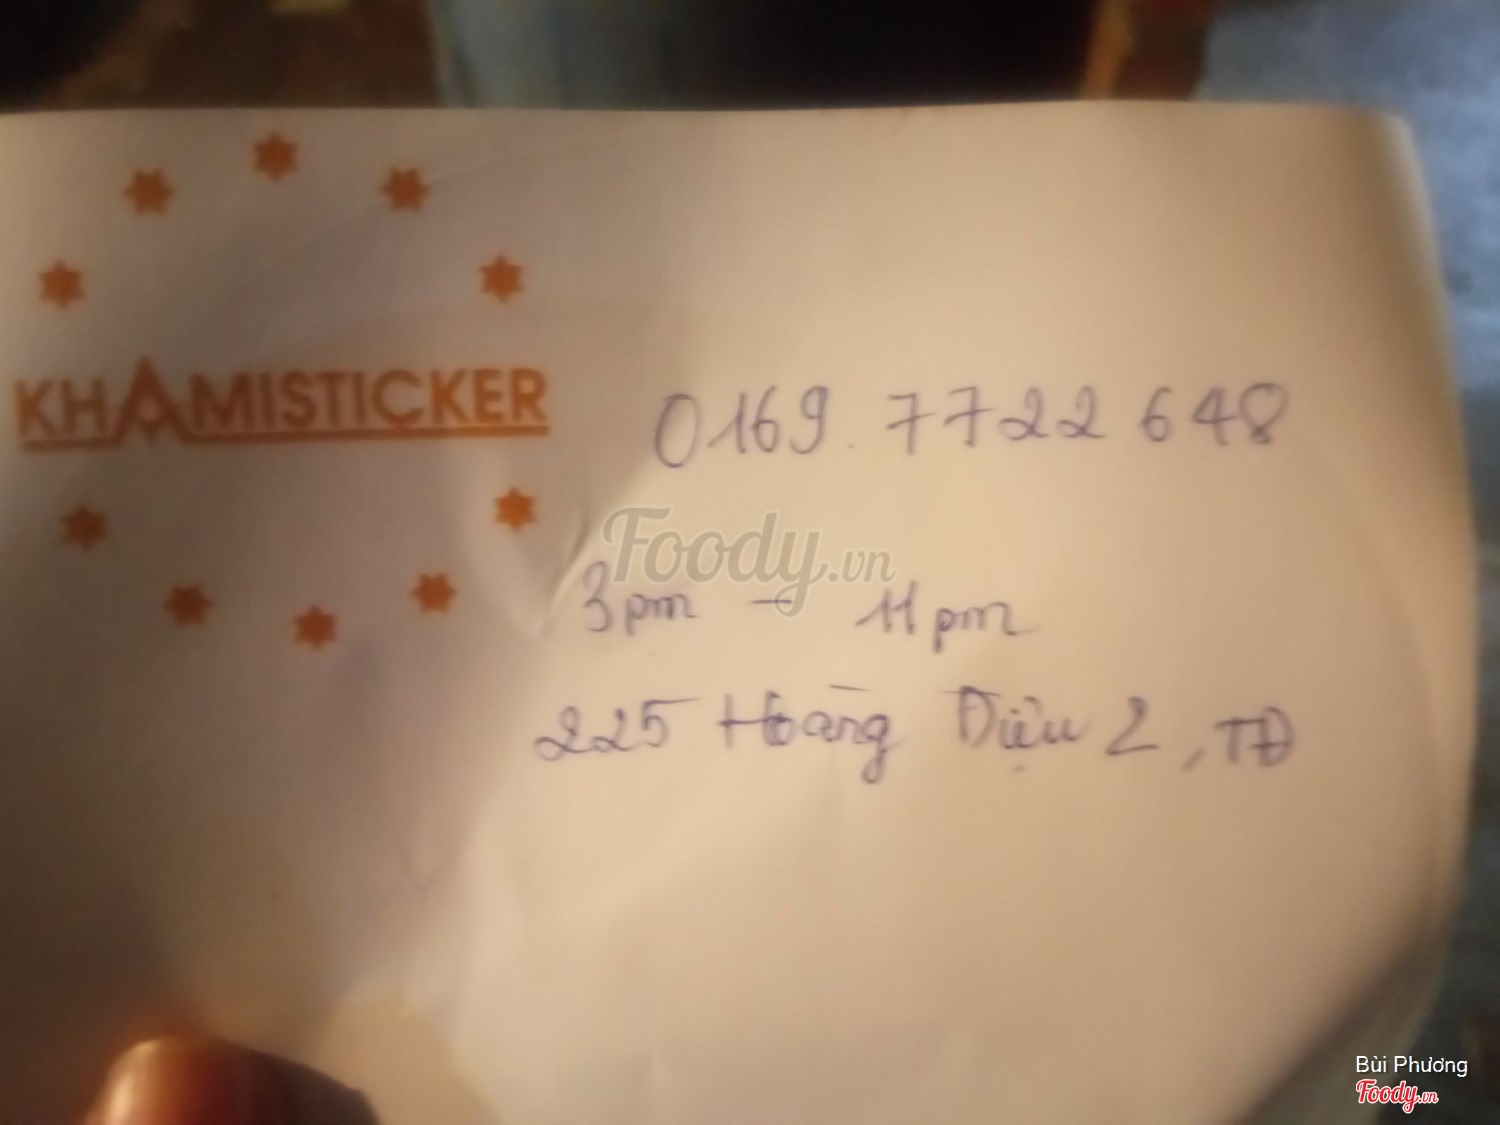 KHAMISTICKER
0169.7722648
Foody.vn
3pm - 11pm
225 Hoàng Diệu 2, TĐ
Bùi Phương
Foody.vn